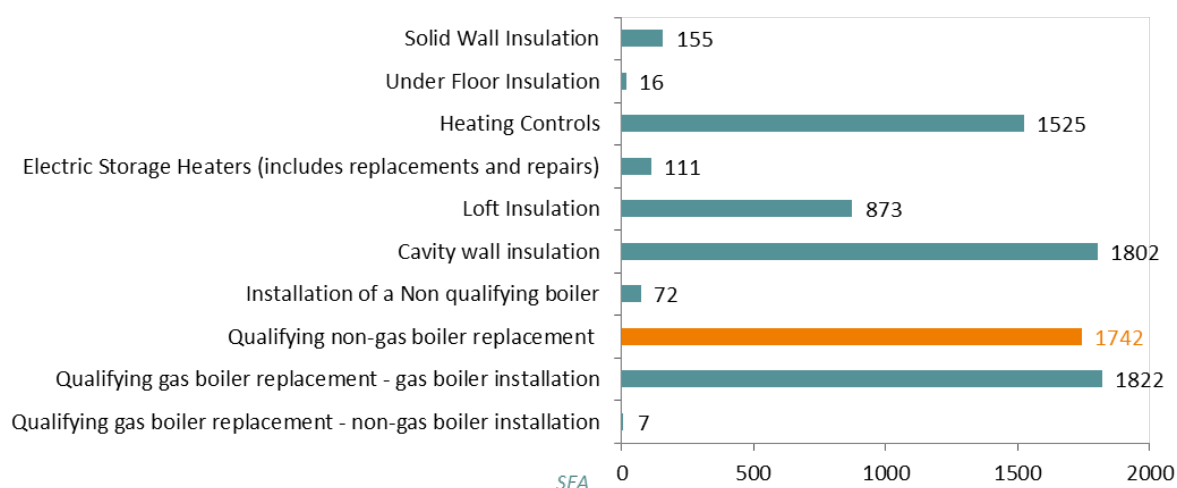 Solid Wall Insulation 155
Under Floor Insulation 16
Heating Controls 1525
Electric Storage Heaters (includes replacements and repairs) 111
Loft Insulation 873
Cavity wall insulation 1802
Installation of a Non qualifying boiler 72
Qualifying non-gas boiler replacement 1742
Qualifying gas boiler replacement - gas boiler installation 1822
Qualifying gas boiler replacement - non-gas boiler installation 7
0 500 1000 1500 2000
SEA